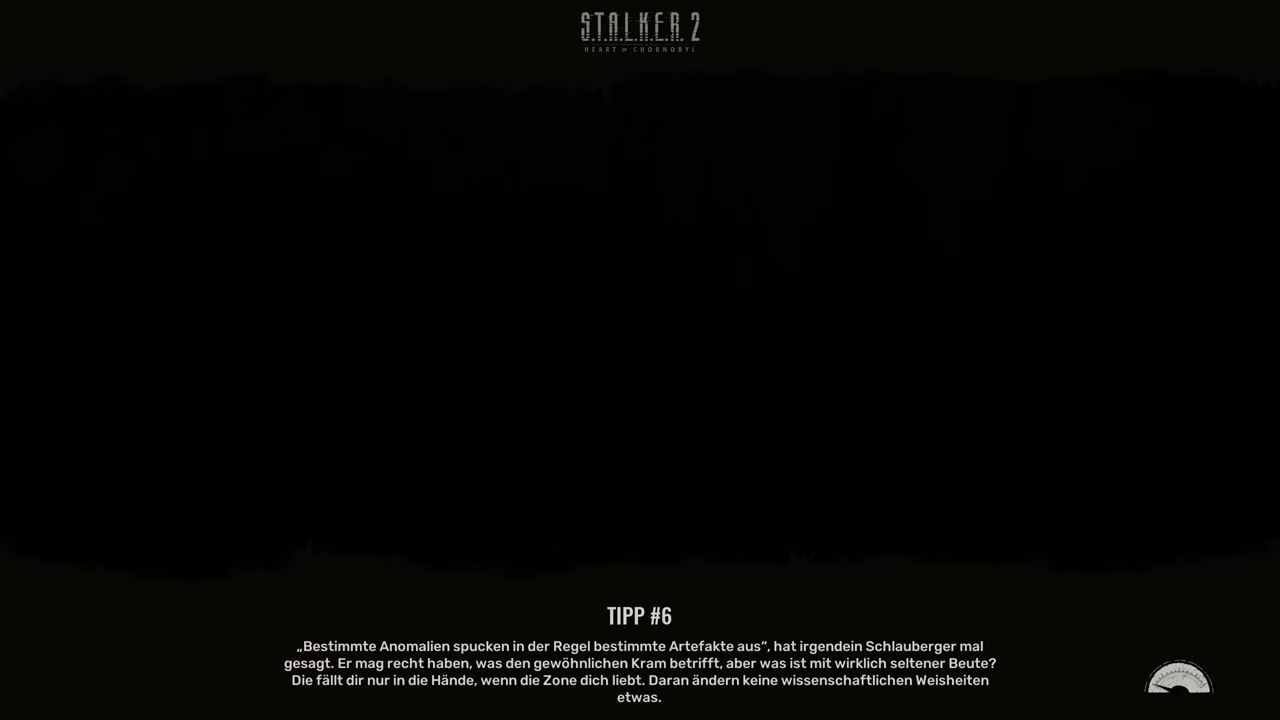 S.T.A.L.K.E.R. 2
HEART OF CHORNOBYL
TIPP #6
„Bestimmte Anomalien spucken in der Regel bestimmte Artefakte aus“, hat irgendein Schlauberger mal
gesagt. Er mag recht haben, was den gewöhnlichen Kram betrifft, aber was ist mit wirklich seltener Beute?
Die fällt dir nur in die Hände, wenn die Zone dich liebt. Daran ändern keine wissenschaftlichen Weisheiten
etwas.